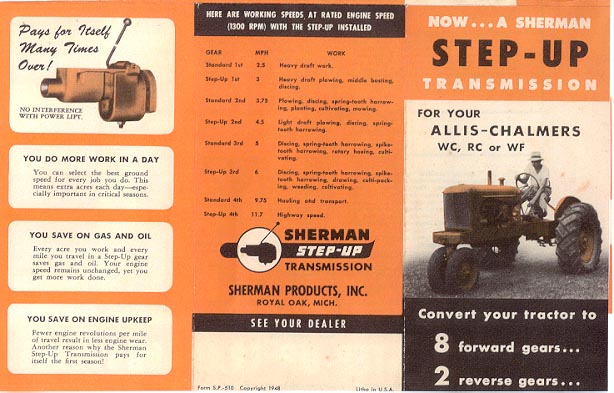 Pays for Itself
Many Times
Over!
NO INTERFERENCE
WITH POWER LIFT.
YOU DO MORE WORK IN A DAY
You can select the best ground
speed for every job you do. This
means extra acres each day—espe-
cially important in critical seasons.
YOU SAVE ON GAS AND OIL
Every acre you work and every
mile you travel in a Step-Up gear
saves gas and oil. Your engine
speed remains unchanged, yet you
get more work done.
YOU SAVE ON ENGINE UPKEEP
Fewer engine revolutions per mile
of travel result in less engine wear.
Another reason why the Sherman
Step-Up Transmission pays for
itself the first season!
HERE ARE WORKING SPEEDS AT RATED ENGINE SPEED
(1300 RPM) WITH THE STEP-UP INSTALLED
GEAR MPH WORK
Standard 1st 2.5 Heavy draft work.
Step-Up 1st 3 Heavy draft plowing, middle busting,
discing.
Standard 2nd 3.75 Plowing, discing, spring-tooth harrow-
ing, planting, cultivating, mowing.
Step-Up 2nd 4.5 Light draft plowing, discing, spring-
tooth harrowing.
Standard 3rd 5 Discing, spring-tooth harrowing, spike-
tooth harrowing, rotary hoeing, culti-
vating.
Step-Up 3rd 6 Discing, spring-tooth harrowing, spike-
tooth harrowing, drawing, culti-pack-
ing, weeding, cultivating.
Standard 4th 9.75 Hauling and transport.
Step-Up 4th 11.7 Highway speed.
SHERMAN
STEP-UP
TRANSMISSION
SHERMAN PRODUCTS, INC.
ROYAL OAK, MICH.
SEE YOUR DEALER
Form S.P.-510 Copyright 1948 Litho in U.S.A.
NOW...A SHERMAN
STEP-UP
TRANSMISSION
FOR YOUR
ALLIS-CHALMERS
WC, RC or WF
Convert your tractor to
8 forward gears...
2 reverse gears...